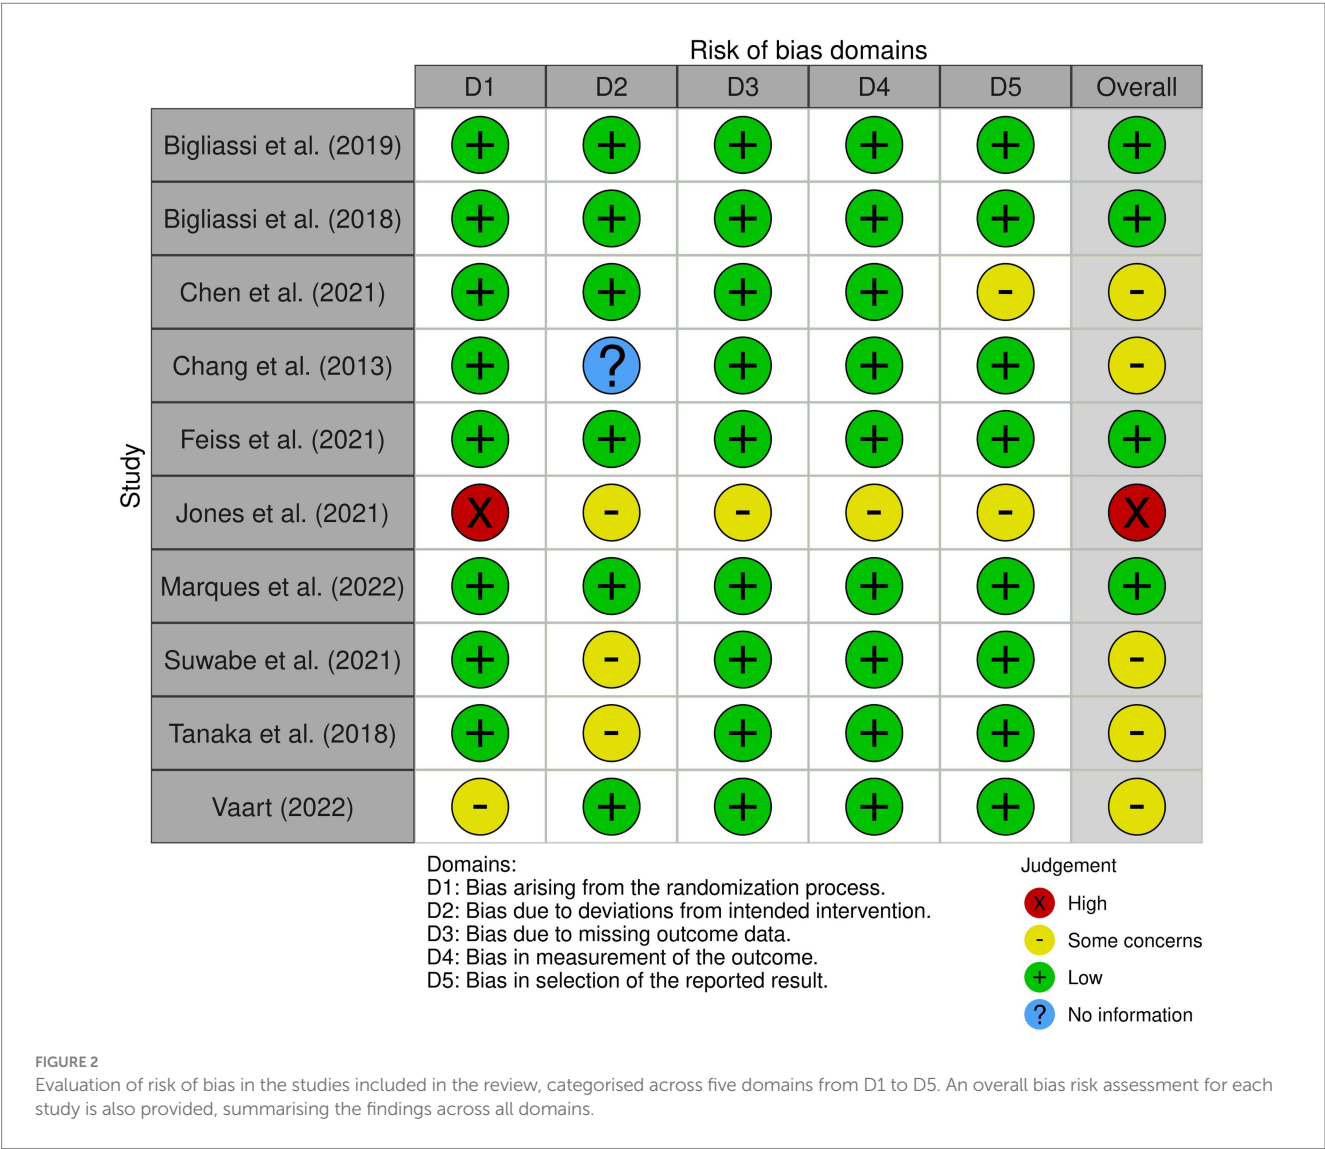 Risk of bias domains
D1 D2 D3 D4 D5 Overall
Study
Bigliassi et al. (2019) + + + + + +
Bigliassi et al. (2018) + + + + + +
Chen et al. (2021) + + + + - -
Chang et al. (2013) + ? + + + -
Feiss et al. (2021) + + + + + +
Jones et al. (2021) X - - - - X
Marques et al. (2022) + + + + + +
Suwabe et al. (2021) + - + + + -
Tanaka et al. (2018) + - + + + -
Vaart (2022) - + + + + -
Domains:
D1: Bias arising from the randomization process.
D2: Bias due to deviations from intended intervention.
D3: Bias due to missing outcome data.
D4: Bias in measurement of the outcome.
D5: Bias in selection of the reported result.
Judgement
X High
- Some concerns
+ Low
? No information
FIGURE 2
Evaluation of risk of bias in the studies included in the review, categorised across five domains from D1 to D5. An overall bias risk assessment for each
study is also provided, summarising the findings across all domains.